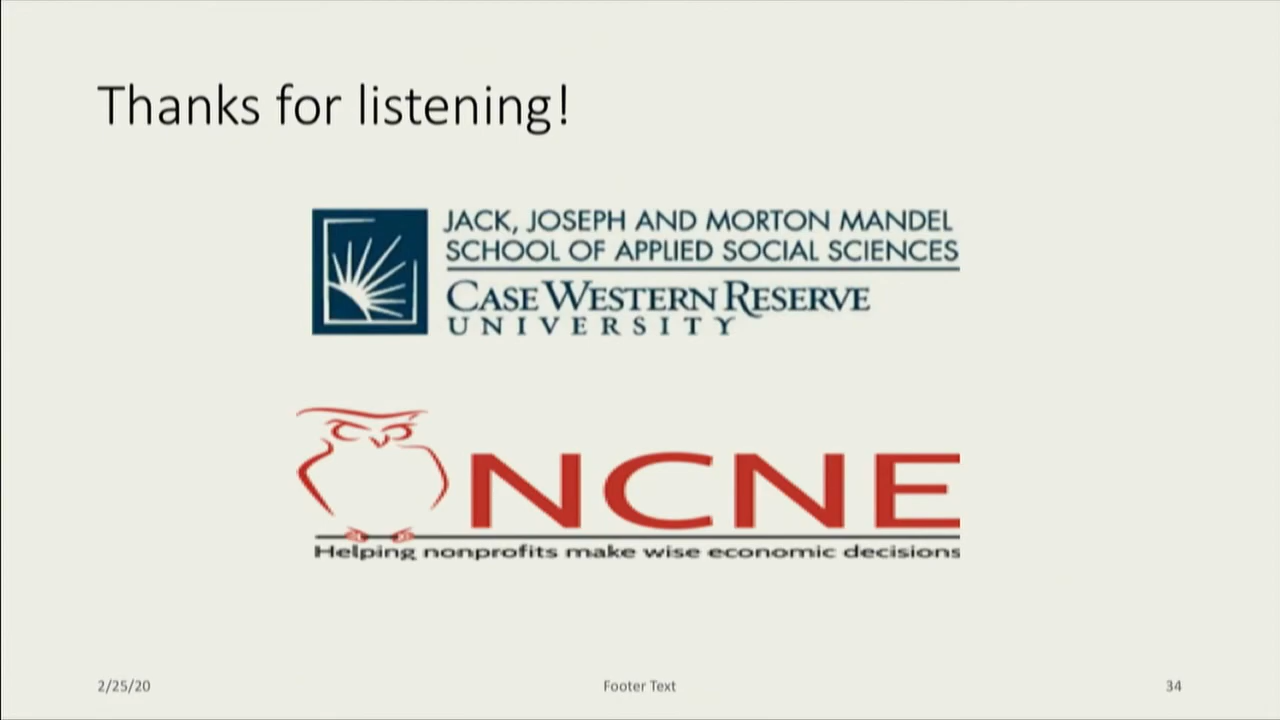 Thanks for listening!
JACK, JOSEPH AND MORTON MANDEL
SCHOOL OF APPLIED SOCIAL SCIENCES
CASE WESTERN RESERVE
UNIVERSITY
NCNE
Helping nonprofits make wise economic decisions
2/25/20
Footer Text
34